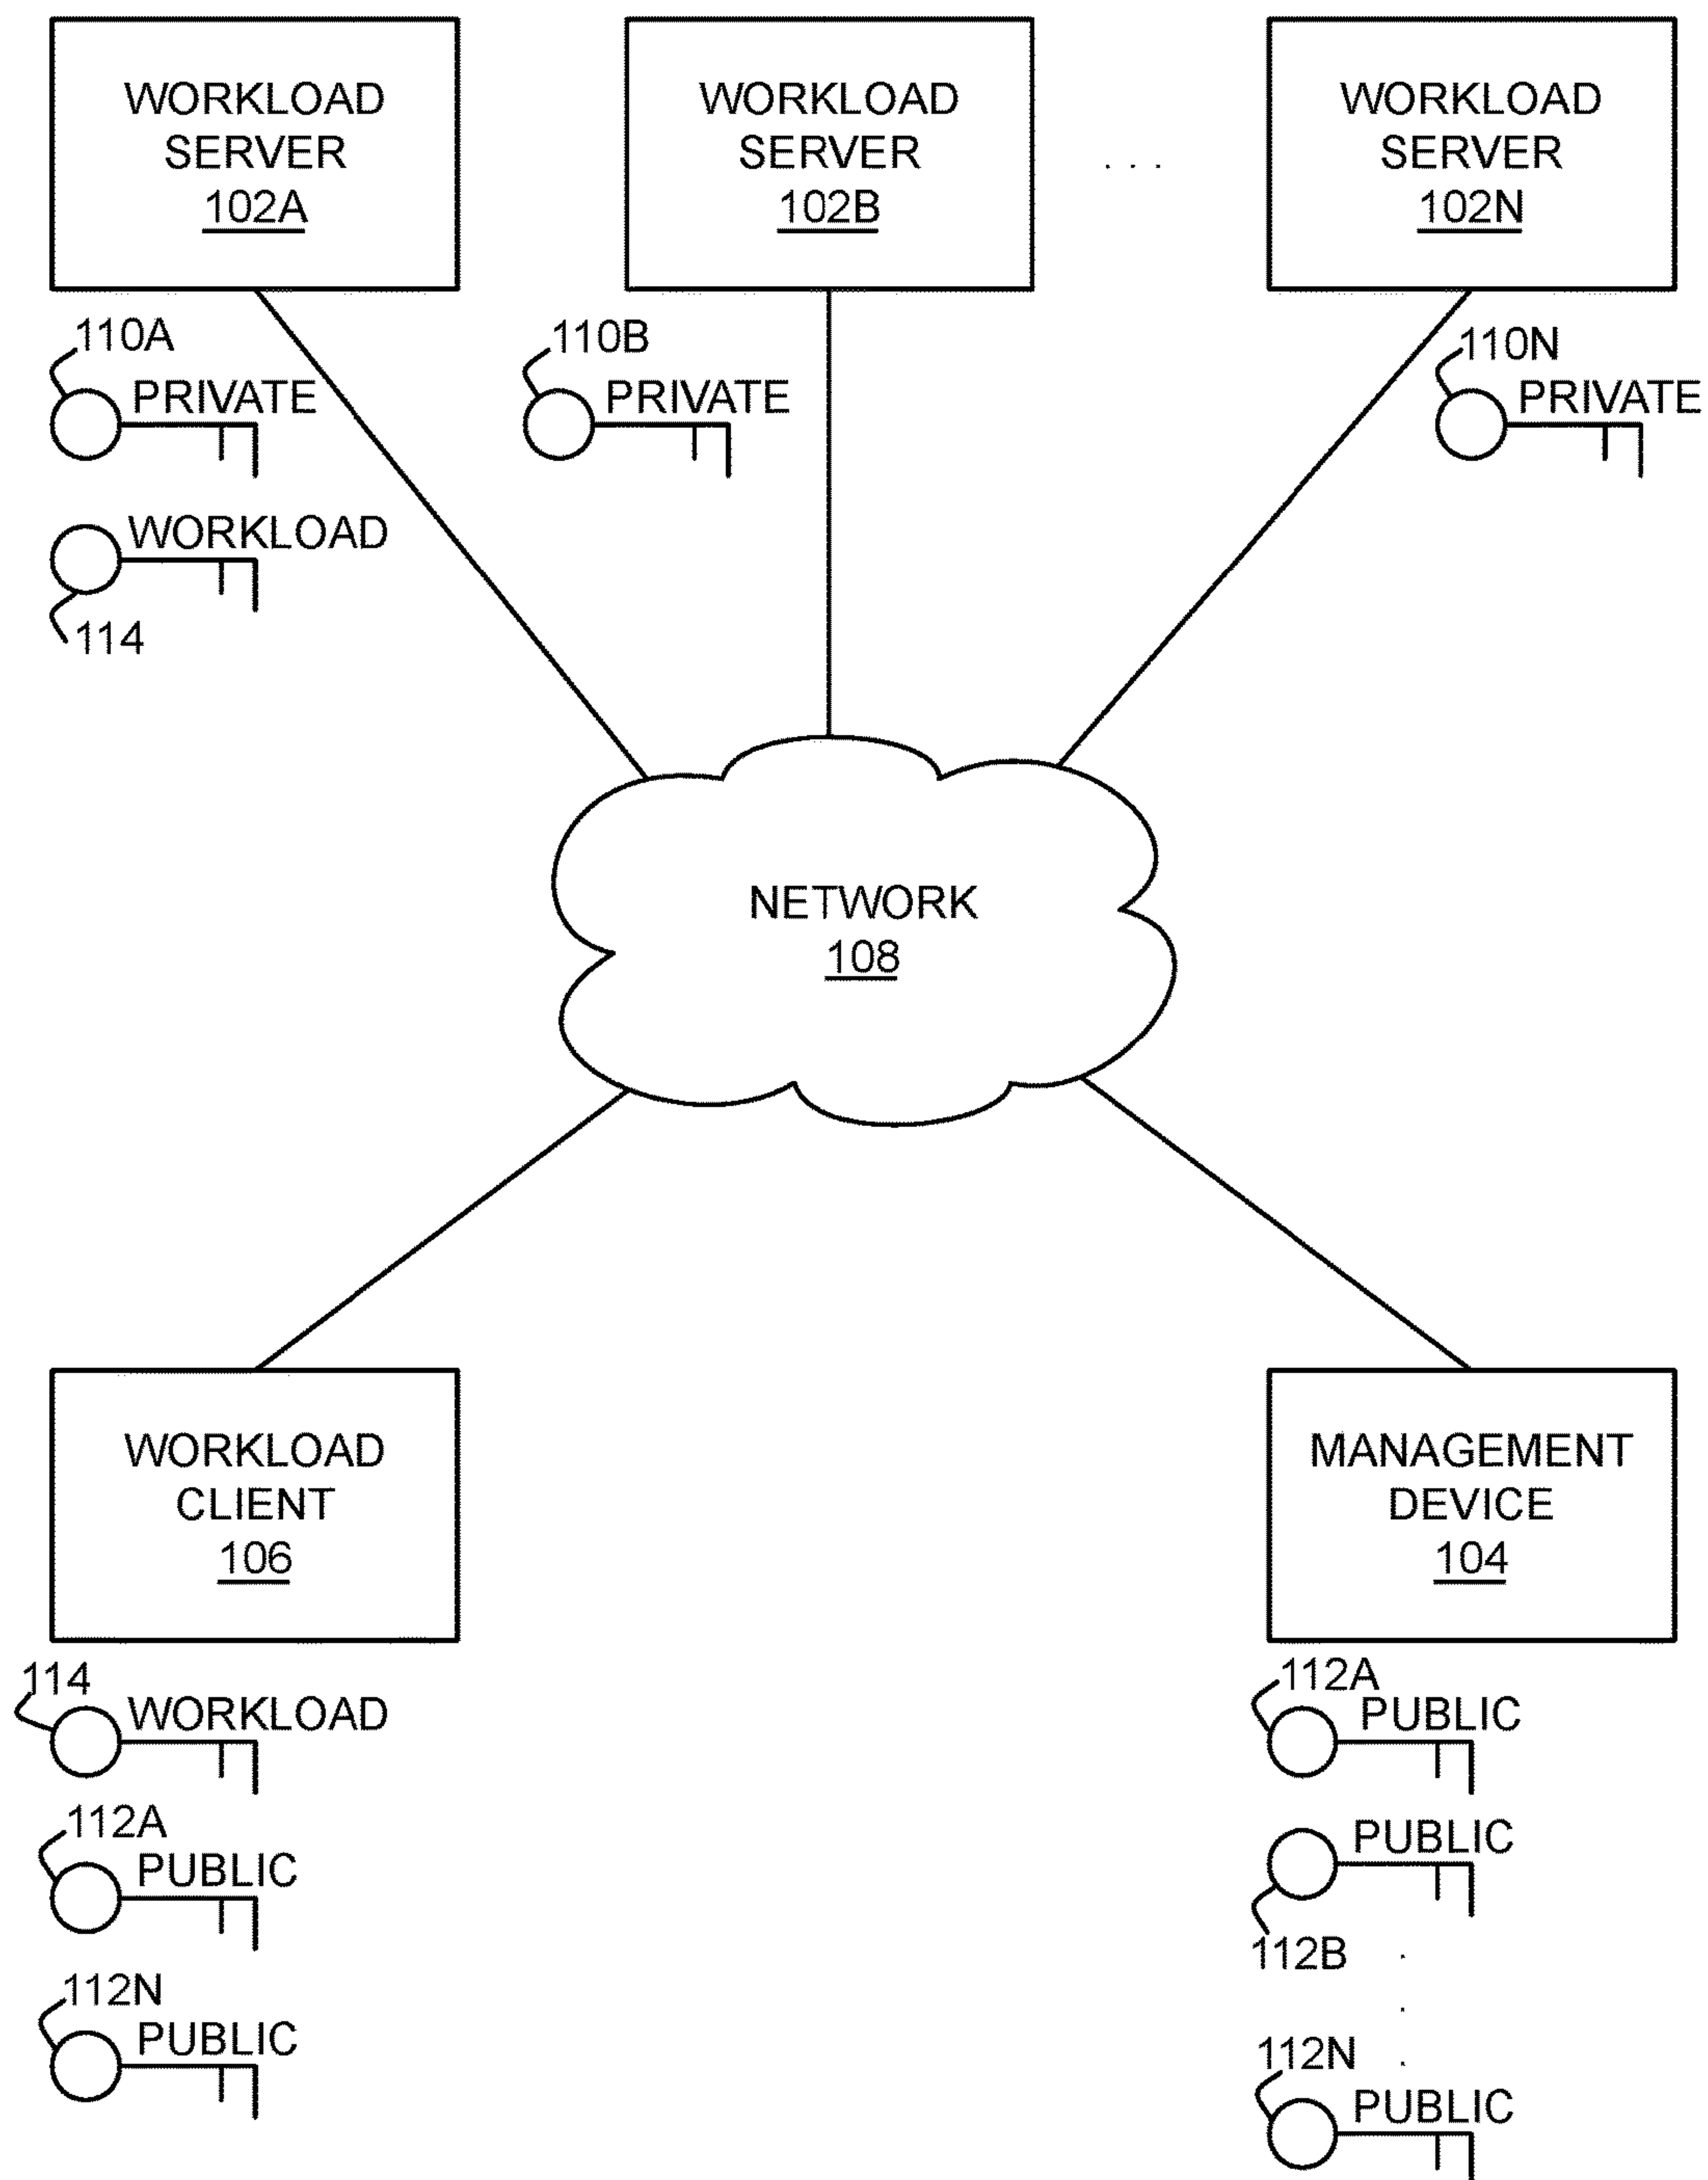 WORKLOAD
SERVER
102A
WORKLOAD
SERVER
102B
. . .
WORKLOAD
SERVER
102N
110A
PRIVATE
WORKLOAD
114
110B
PRIVATE
110N
PRIVATE
NETWORK
108
WORKLOAD
CLIENT
106
114
WORKLOAD
112A
PUBLIC
112N
PUBLIC
MANAGEMENT
DEVICE
104
112A
PUBLIC
PUBLIC
112B
.
.
.
112N
PUBLIC